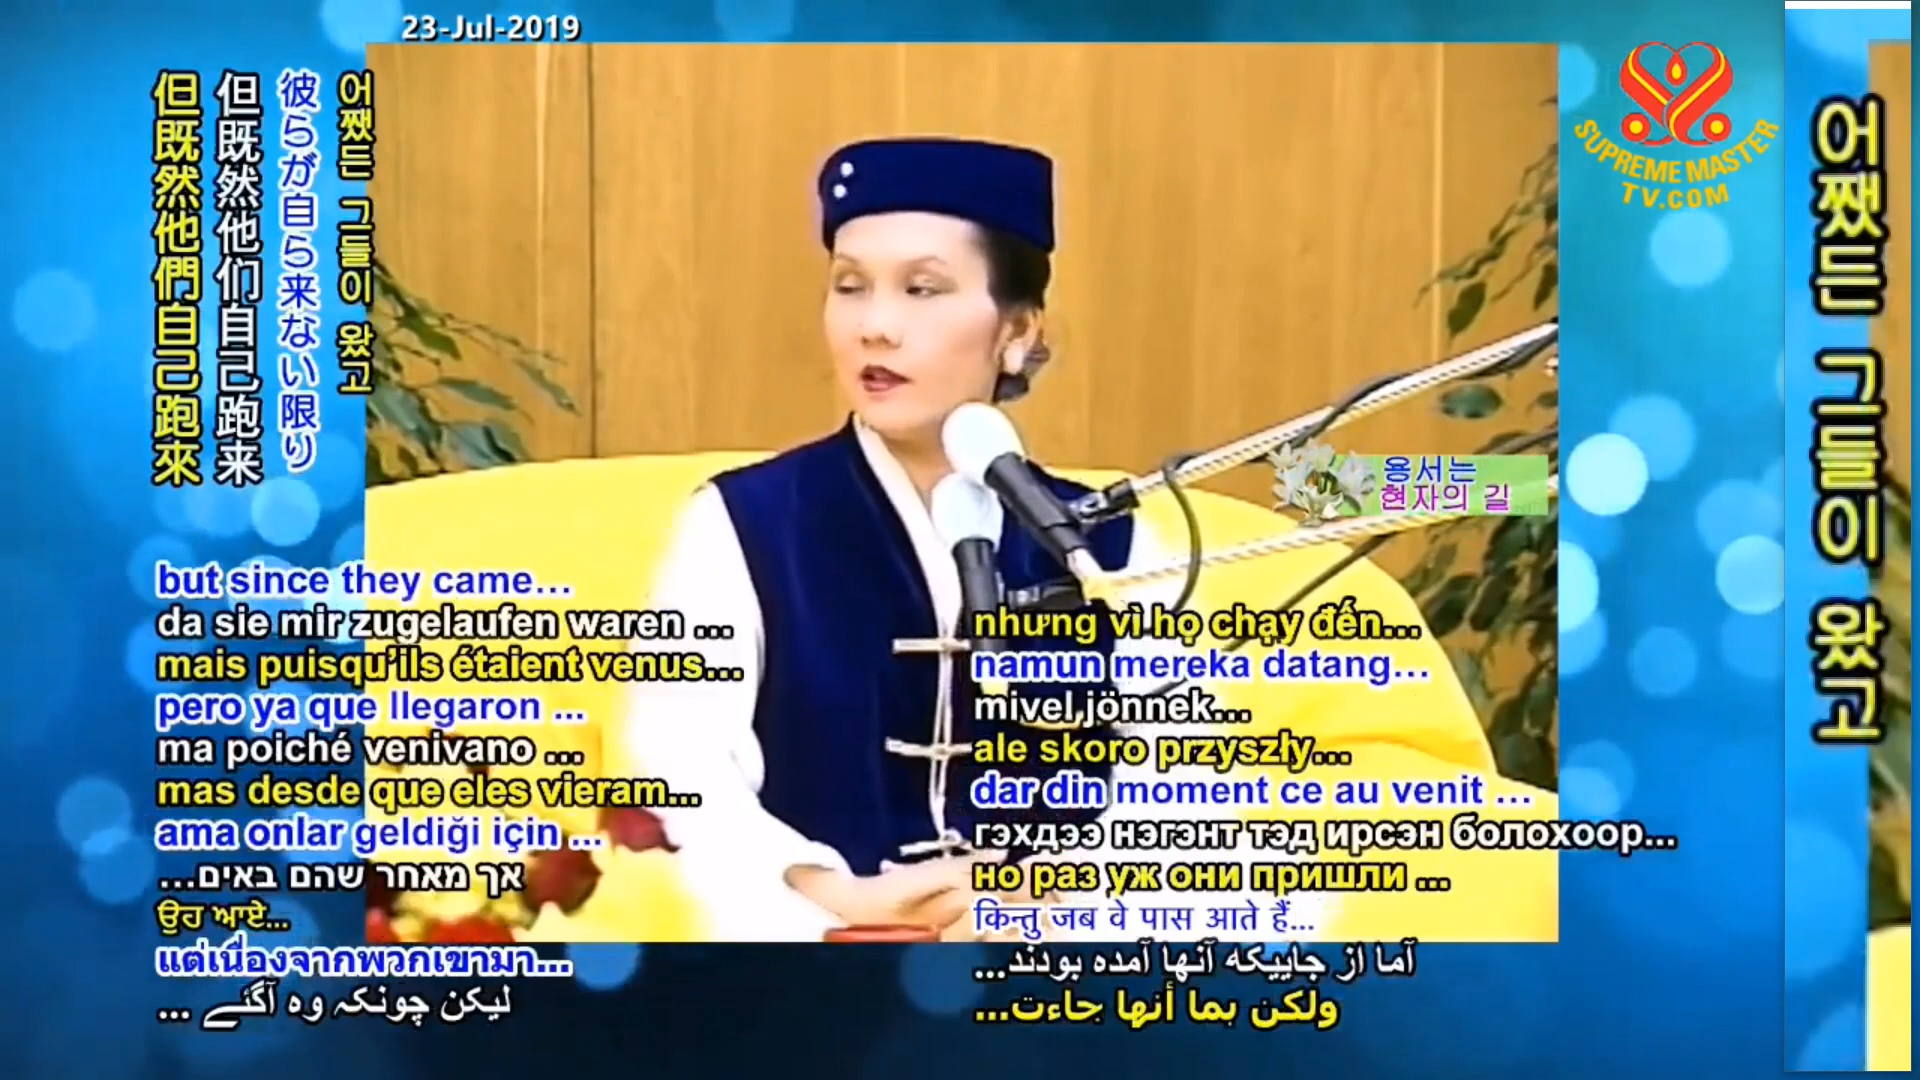 23-Jul-2019
SUPREME MASTER
TV.COM
어쨌든 그들이 왔고
彼らが自ら来ない限り
但既然他们自己跑来
但既然他們自己跑來
어쨌든 그들이 왔고
용서는
현자의 길
but since they came…
da sie mir zugelaufen waren ...
mais puisqu'ils étaient venus...
pero ya que llegaron ...
ma poiché venivano ...
mas desde que eles vieram...
ama onlar geldiği için ...
אך מאחר שהם באים...
ਉਹ ਆਏ...
แต่เนื่องจากพวกเขามา...
لیکن چونکہ وہ آگئے ...
nhưng vì họ chạy đến...
namun mereka datang…
mivel jönnek...
ale skoro przyszły...
dar din moment ce au venit …
гэхдээ нэгэнт тэд ирсэн болохоор...
но раз уж они пришли ...
किन्तु जब वे पास आते हैं...
آما از جاییکه آنها آمده بودند...
ولكن بما أنها جاءت...